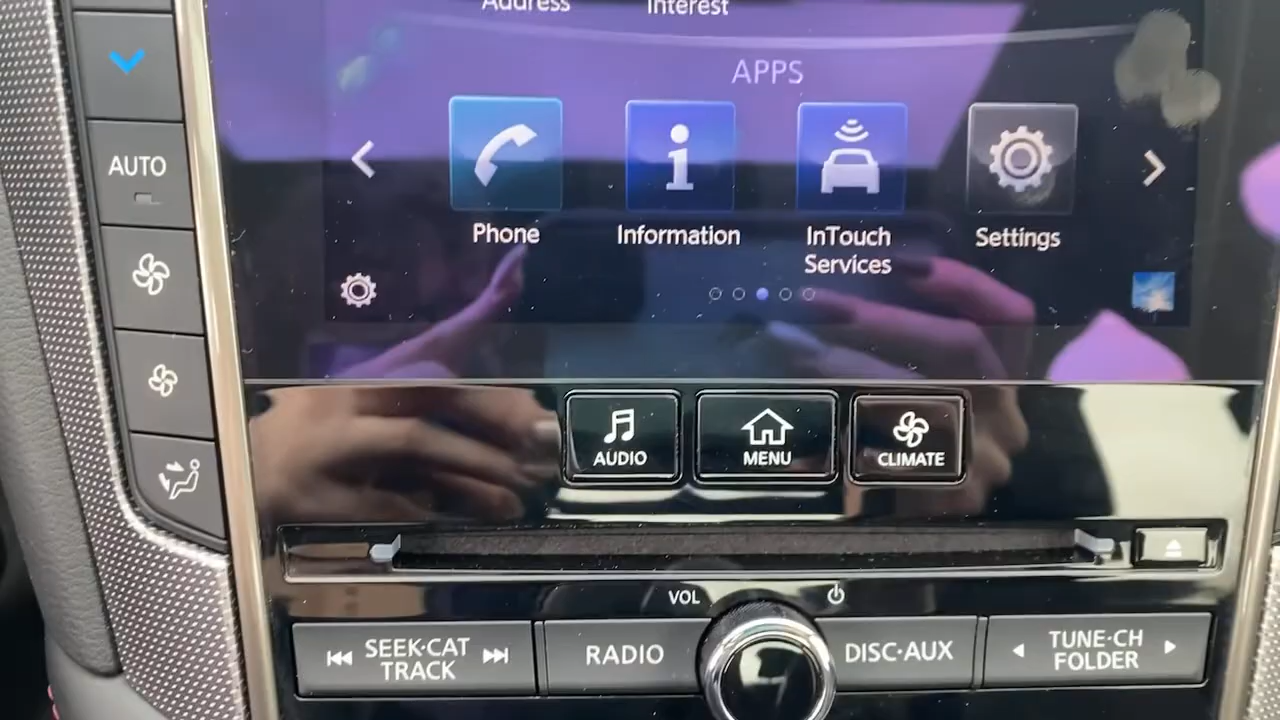 Address Interest
APPS
AUTO
Phone Information InTouch Services Settings
AUDIO MENU CLIMATE
VOL
SEEK·CAT TRACK RADIO DISC·AUX TUNE·CH FOLDER